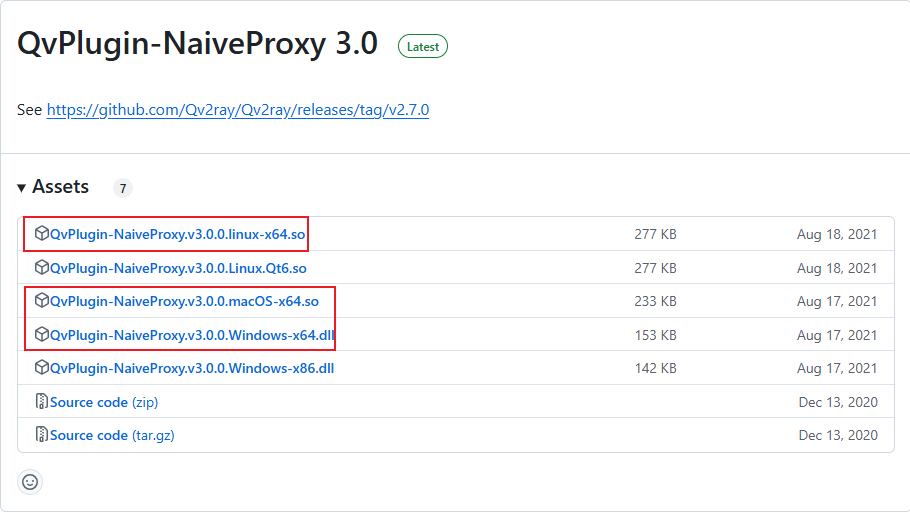 QvPlugin-NaiveProxy 3.0 Latest
See https://github.com/Qv2ray/Qv2ray/releases/tag/v2.7.0
Assets 7
QvPlugin-NaiveProxy.v3.0.0.linux-x64.so 277 KB Aug 18, 2021
QvPlugin-NaiveProxy.v3.0.0.Linux.Qt6.so 277 KB Aug 18, 2021
QvPlugin-NaiveProxy.v3.0.0.macOS-x64.so 233 KB Aug 17, 2021
QvPlugin-NaiveProxy.v3.0.0.Windows-x64.dll 153 KB Aug 17, 2021
QvPlugin-NaiveProxy.v3.0.0.Windows-x86.dll 142 KB Aug 17, 2021
Source code (zip) Dec 13, 2020
Source code (tar.gz) Dec 13, 2020